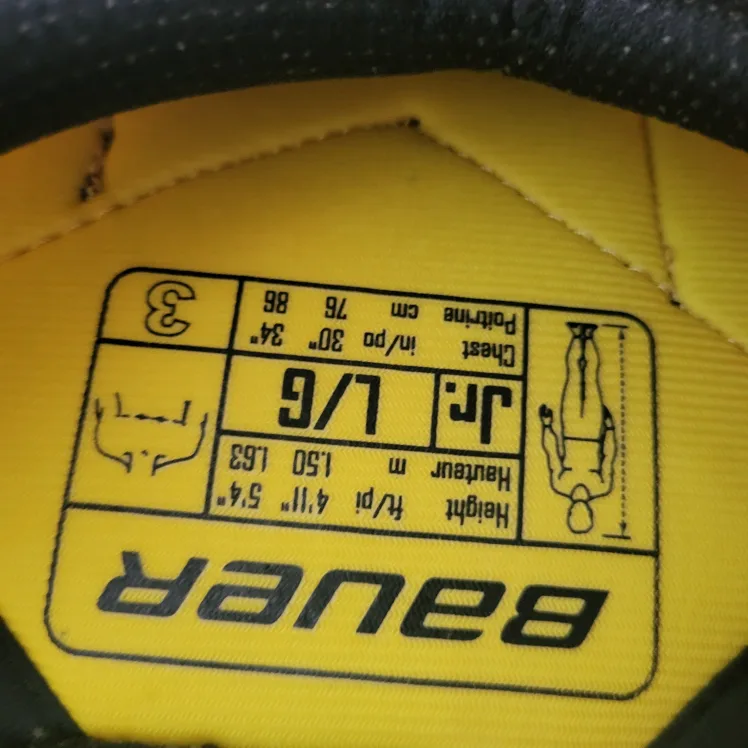 BAUER
Height ft/pi 4'11" 5'4"
Hauteur m 1.50 1.63
Jr. L/G
Chest in/po 30" 34"
Poitrine cm 76 86
3